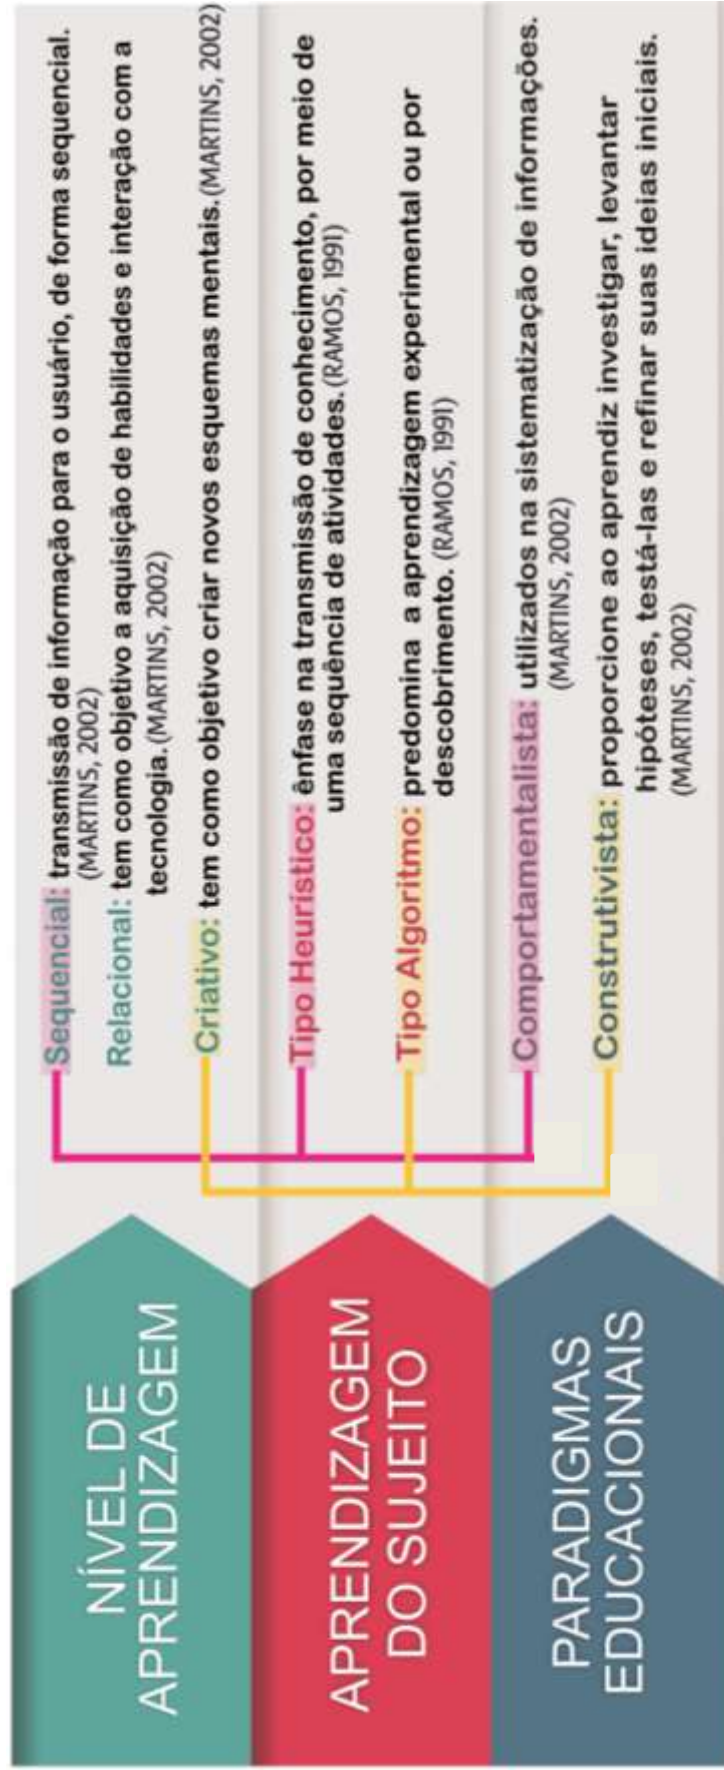 NÍVEL DE
APRENDIZAGEM
Sequencial: transmissão de informação para o usuário, de forma sequencial.
(MARTINS, 2002)
Relacional: tem como objetivo a aquisição de habilidades e interação com a
tecnologia. (MARTINS, 2002)
Criativo: tem como objetivo criar novos esquemas mentais. (MARTINS, 2002)
APRENDIZAGEM
DO SUJEITO
Tipo Heurístico: ênfase na transmissão de conhecimento, por meio de
uma sequência de atividades. (RAMOS, 1991)
Tipo Algoritmo: predomina a aprendizagem experimental ou por
descobrimento. (RAMOS, 1991)
PARADIGMAS
EDUCACIONAIS
Comportamentalista: utilizados na sistematização de informações.
(MARTINS, 2002)
Construtivista: proporcione ao aprendiz investigar, levantar
hipóteses, testá-las e refinar suas ideias iniciais.
(MARTINS, 2002)